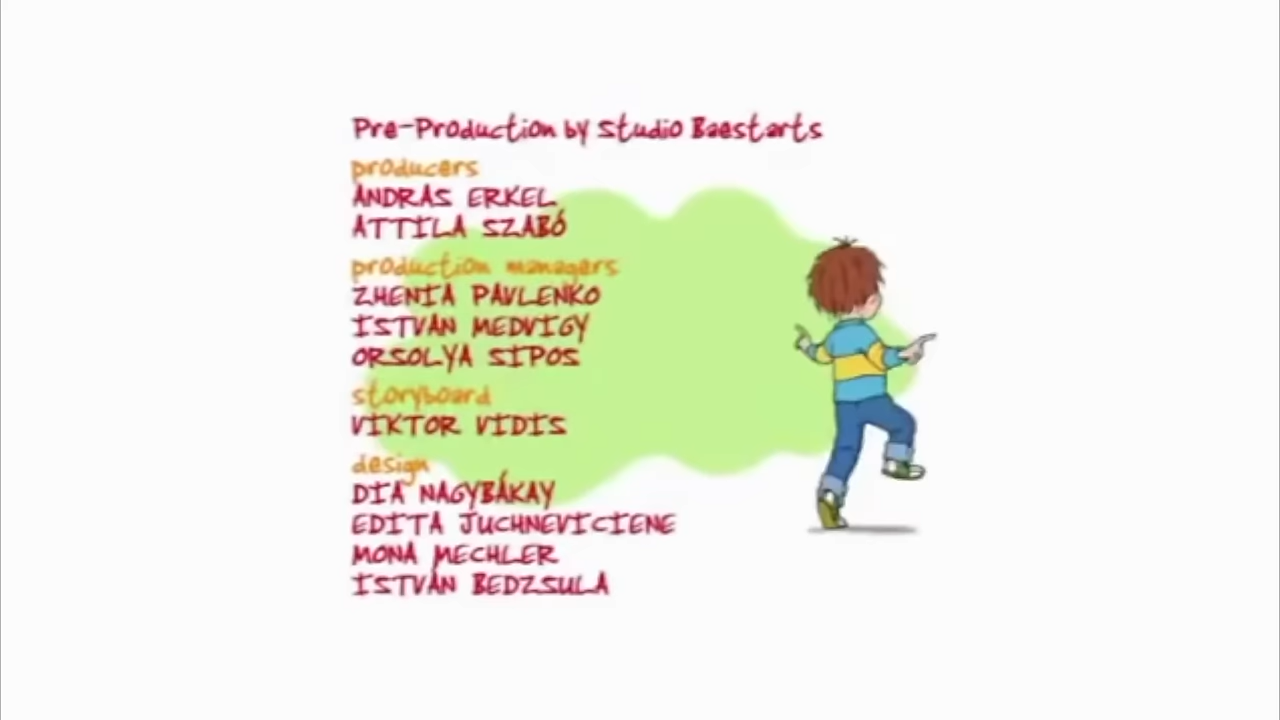 Pre-Production by Studio Baestarts
producers
ANDRAS ERKEL
ATTILA SZABÓ
production managers
ZHENIA PAVLENKO
ISTVÁN MEDVIGY
ORSOLYA SIPOS
storyboard
VIKTOR VIDIS
design
DIA NAGYBÁKAY
EDITA JUCHNEVICIENE
MONA MECHLER
ISTVÁN BEDZSULA